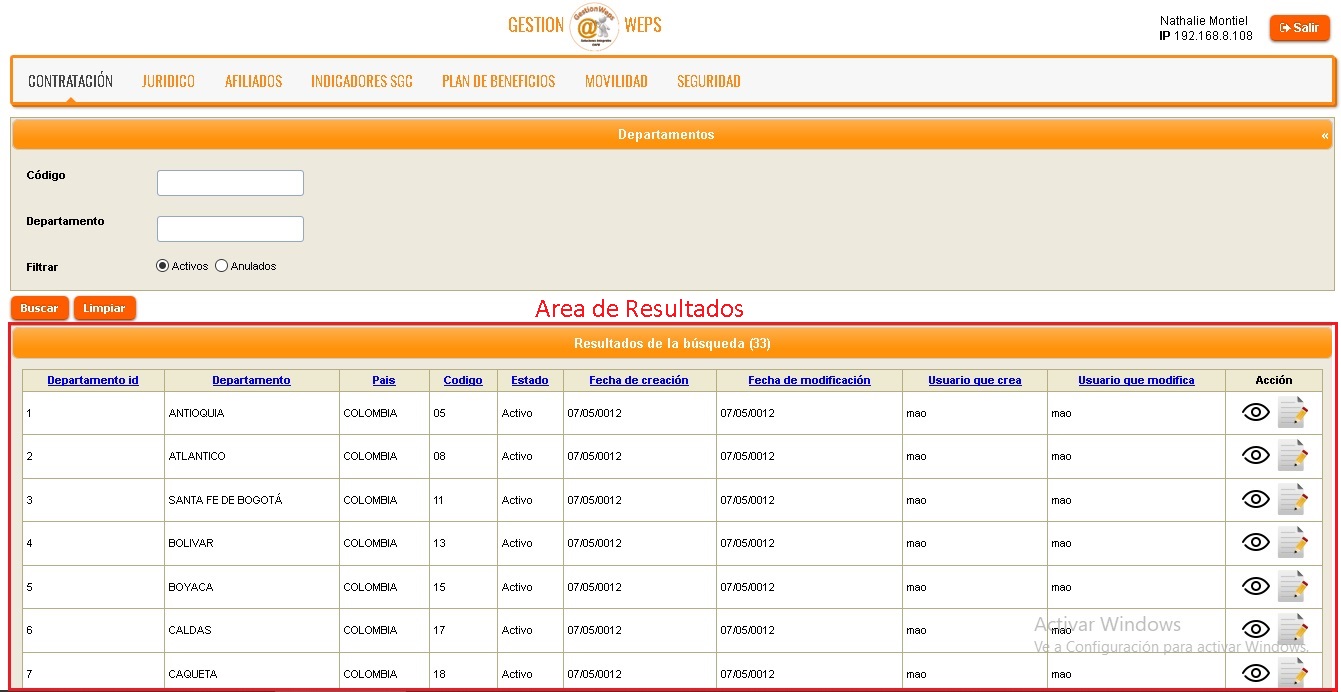 GESTION WEPS
GestionWeps
Nathalie Montiel
IP 192.168.8.108
Salir
CONTRATACIÓN JURIDICO AFILIADOS INDICADORES SGC PLAN DE BENEFICIOS MOVILIDAD SEGURIDAD
Departamentos «
Código
Departamento
Filtrar Activos Anulados
Buscar Limpiar
Area de Resultados
Resultados de la búsqueda (33)
Departamento id Departamento Pais Codigo Estado Fecha de creación Fecha de modificación Usuario que crea Usuario que modifica Acción
1 ANTIOQUIA COLOMBIA 05 Activo 07/05/0012 07/05/0012 mao mao
2 ATLANTICO COLOMBIA 08 Activo 07/05/0012 07/05/0012 mao mao
3 SANTA FE DE BOGOTÁ COLOMBIA 11 Activo 07/05/0012 07/05/0012 mao mao
4 BOLIVAR COLOMBIA 13 Activo 07/05/0012 07/05/0012 mao mao
5 BOYACA COLOMBIA 15 Activo 07/05/0012 07/05/0012 mao mao
6 CALDAS COLOMBIA 17 Activo 07/05/0012 07/05/0012 mao mao
7 CAQUETA COLOMBIA 18 Activo 07/05/0012 07/05/0012 mao mao
Activar Windows
Ve a Configuración para activar Windows.